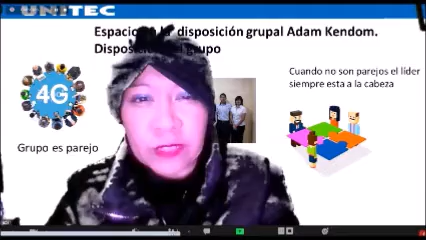 UNITEC
Espacio disposición grupal Adam Kendom.
grupo
Cuando no son parejos el líder
siempre esta a la cabeza
4G
Grupo es parejo